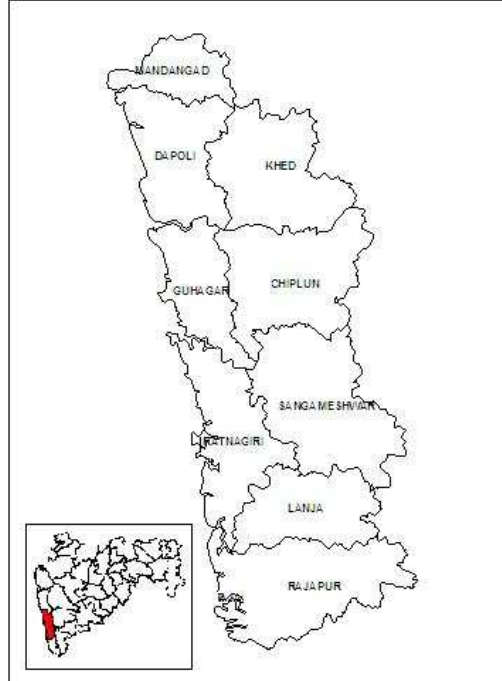 MANDANGAD
DAPOLI
KHED
GUHAGAR
CHIPLUN
SANGAMESHWAR
RATNAGIRI
LANJA
RAJAPUR